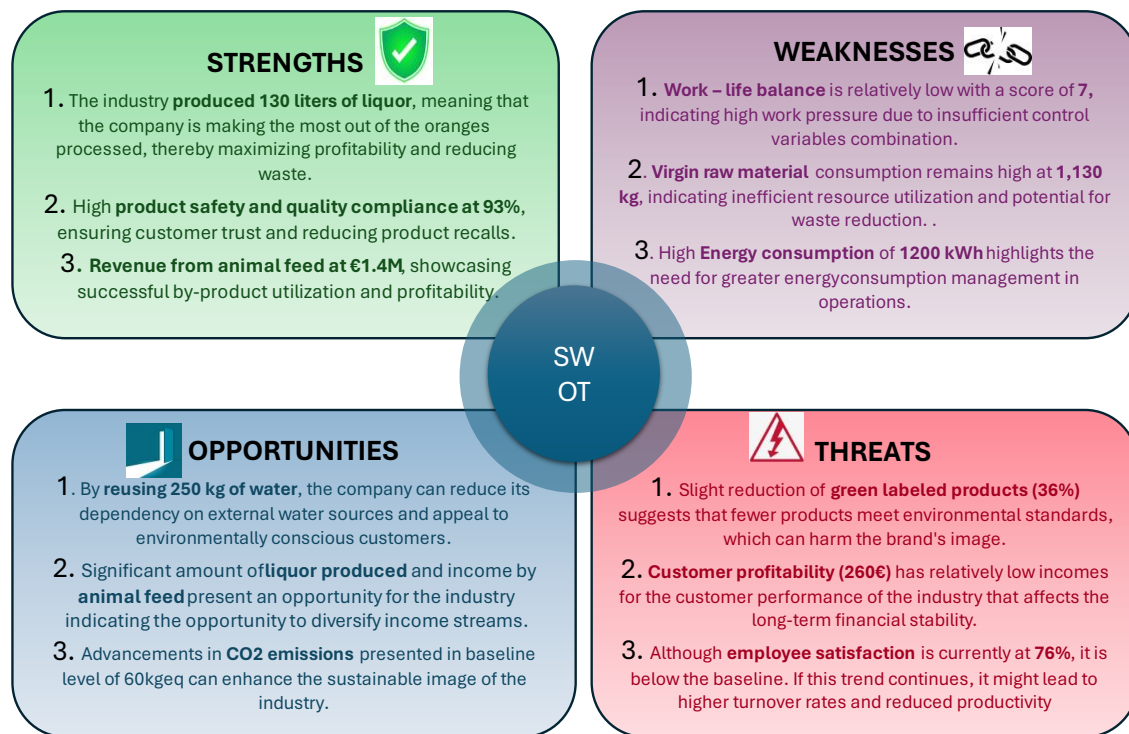 STRENGTHS
1. The industry produced 130 liters of liquor, meaning that
the company is making the most out of the oranges
processed, thereby maximizing profitability and reducing
waste.
2. High product safety and quality compliance at 93%,
ensuring customer trust and reducing product recalls.
3. Revenue from animal feed at €1.4M, showcasing
successful by-product utilization and profitability.
WEAKNESSES
1. Work – life balance is relatively low with a score of 7,
indicating high work pressure due to insufficient control
variables combination.
2. Virgin raw material consumption remains high at 1,130
kg, indicating inefficient resource utilization and potential for
waste reduction. .
3. High Energy consumption of 1200 kWh highlights the
need for greater energyconsumption management in
operations.
SW
OT
OPPORTUNITIES
1. By reusing 250 kg of water, the company can reduce its
dependency on external water sources and appeal to
environmentally conscious customers.
2. Significant amount of liquor produced and income by
animal feed present an opportunity for the industry
indicating the opportunity to diversify income streams.
3. Advancements in CO2 emissions presented in baseline
level of 60kgeq can enhance the sustainable image of the
industry.
THREATS
1. Slight reduction of green labeled products (36%)
suggests that fewer products meet environmental standards,
which can harm the brand's image.
2. Customer profitability (260€) has relatively low incomes
for the customer performance of the industry that affects the
long-term financial stability.
3. Although employee satisfaction is currently at 76%, it is
below the baseline. If this trend continues, it might lead to
higher turnover rates and reduced productivity